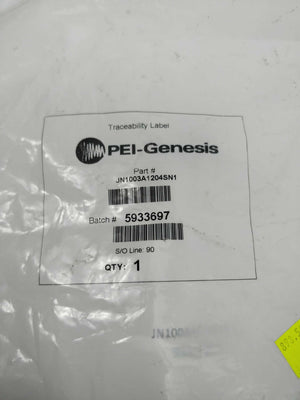 Traceability Label
PEI-Genesis
Part #
JN1003A1204SN1
Batch# 5933697
S/O Line: 90
QTY: 1